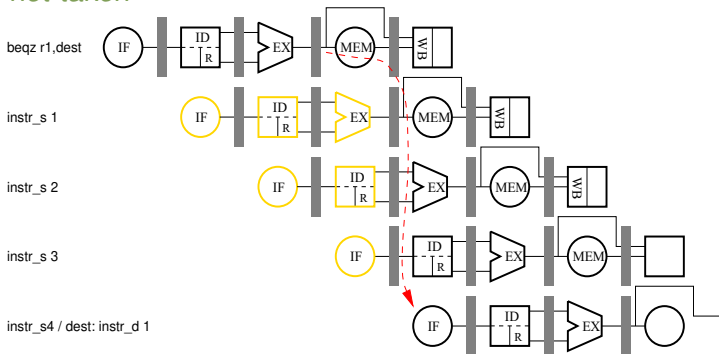 not taken
beqz r1,dest IF ID R EX MEM WB
instr_s 1 IF ID R EX MEM WB
instr_s 2 IF ID R EX MEM WB
instr_s 3 IF ID R EX MEM
instr_s4 / dest: instr_d 1 IF ID R EX